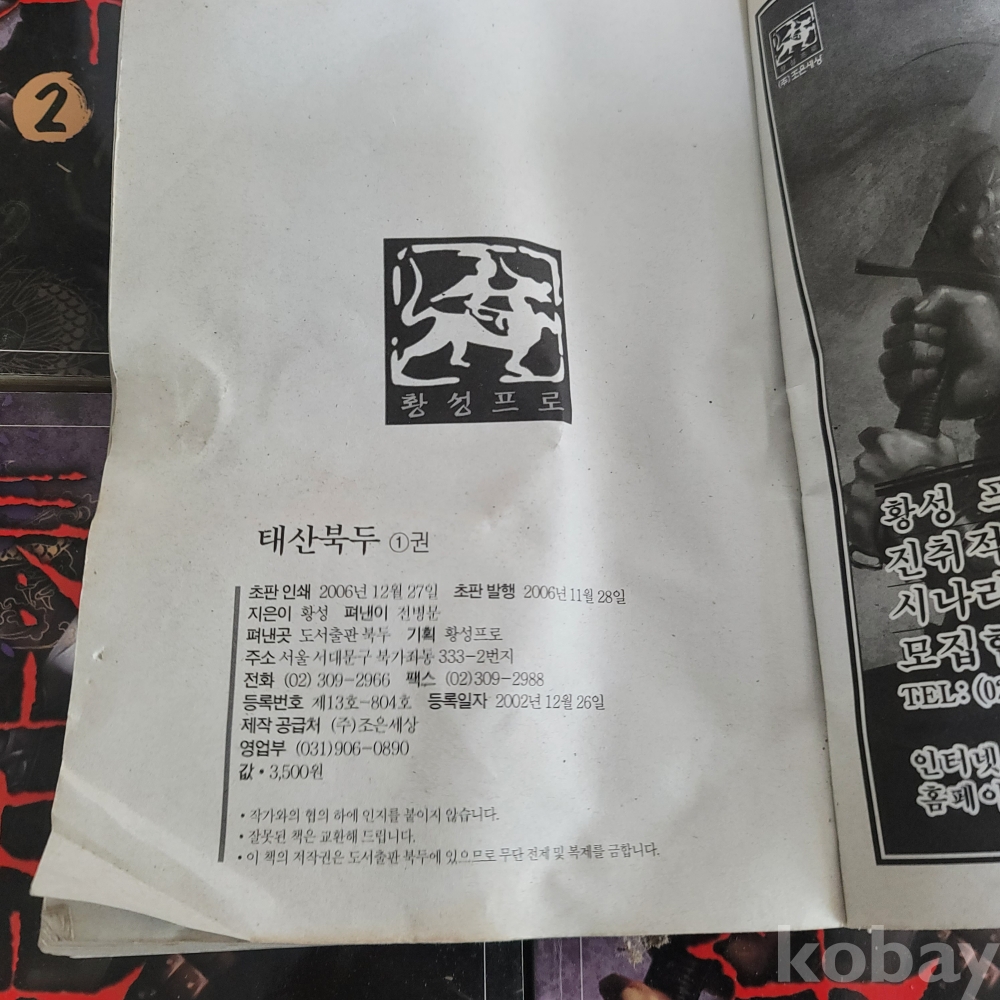 2
황성프로
태산북두 ①권
초판 인쇄 2006년 12월 27일 초판 발행 2006년 11월 28일
지은이 황성 펴낸이 전병문
펴낸곳 도서출판 북두 기획 황성프로
주소 서울 서대문구 북가좌동 333-2번지
전화 (02) 309-2966 팩스 (02) 309-2988
등록번호 제13호-804호 등록일자 2002년 12월 26일
제작 공급처 (주)조은세상
영업부 (031)906-0890
값 • 3,500원
• 작가와의 협의 하에 인지를 붙이지 않습니다.
• 잘못된 책은 교환해 드립니다.
• 이 책의 저작권은 도서출판 북두에 있으므로 무단 전제 및 복제를 금합니다.
(주)조은세상
황성 프
진취적
시나리
모집한
TEL: (03
인터넷
홈페이
kobay